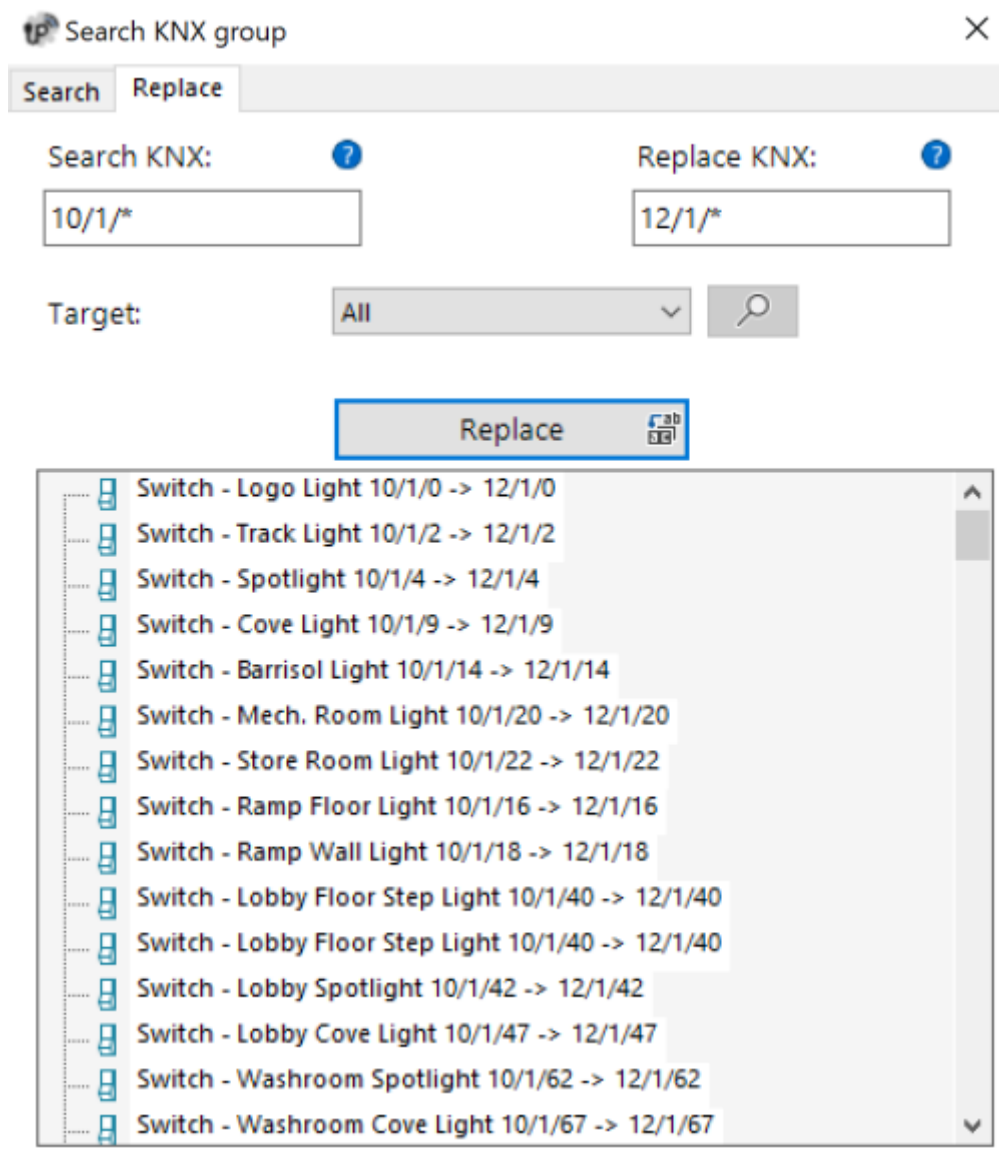 Search KNX group
Search Replace
Search KNX: ? Replace KNX: ?
10/1/* 12/1/*
Target: All
Replace
Switch - Logo Light 10/1/0 -> 12/1/0
Switch - Track Light 10/1/2 -> 12/1/2
Switch - Spotlight 10/1/4 -> 12/1/4
Switch - Cove Light 10/1/9 -> 12/1/9
Switch - Barrisol Light 10/1/14 -> 12/1/14
Switch - Mech. Room Light 10/1/20 -> 12/1/20
Switch - Store Room Light 10/1/22 -> 12/1/22
Switch - Ramp Floor Light 10/1/16 -> 12/1/16
Switch - Ramp Wall Light 10/1/18 -> 12/1/18
Switch - Lobby Floor Step Light 10/1/40 -> 12/1/40
Switch - Lobby Floor Step Light 10/1/40 -> 12/1/40
Switch - Lobby Spotlight 10/1/42 -> 12/1/42
Switch - Lobby Cove Light 10/1/47 -> 12/1/47
Switch - Washroom Spotlight 10/1/62 -> 12/1/62
Switch - Washroom Cove Light 10/1/67 -> 12/1/67